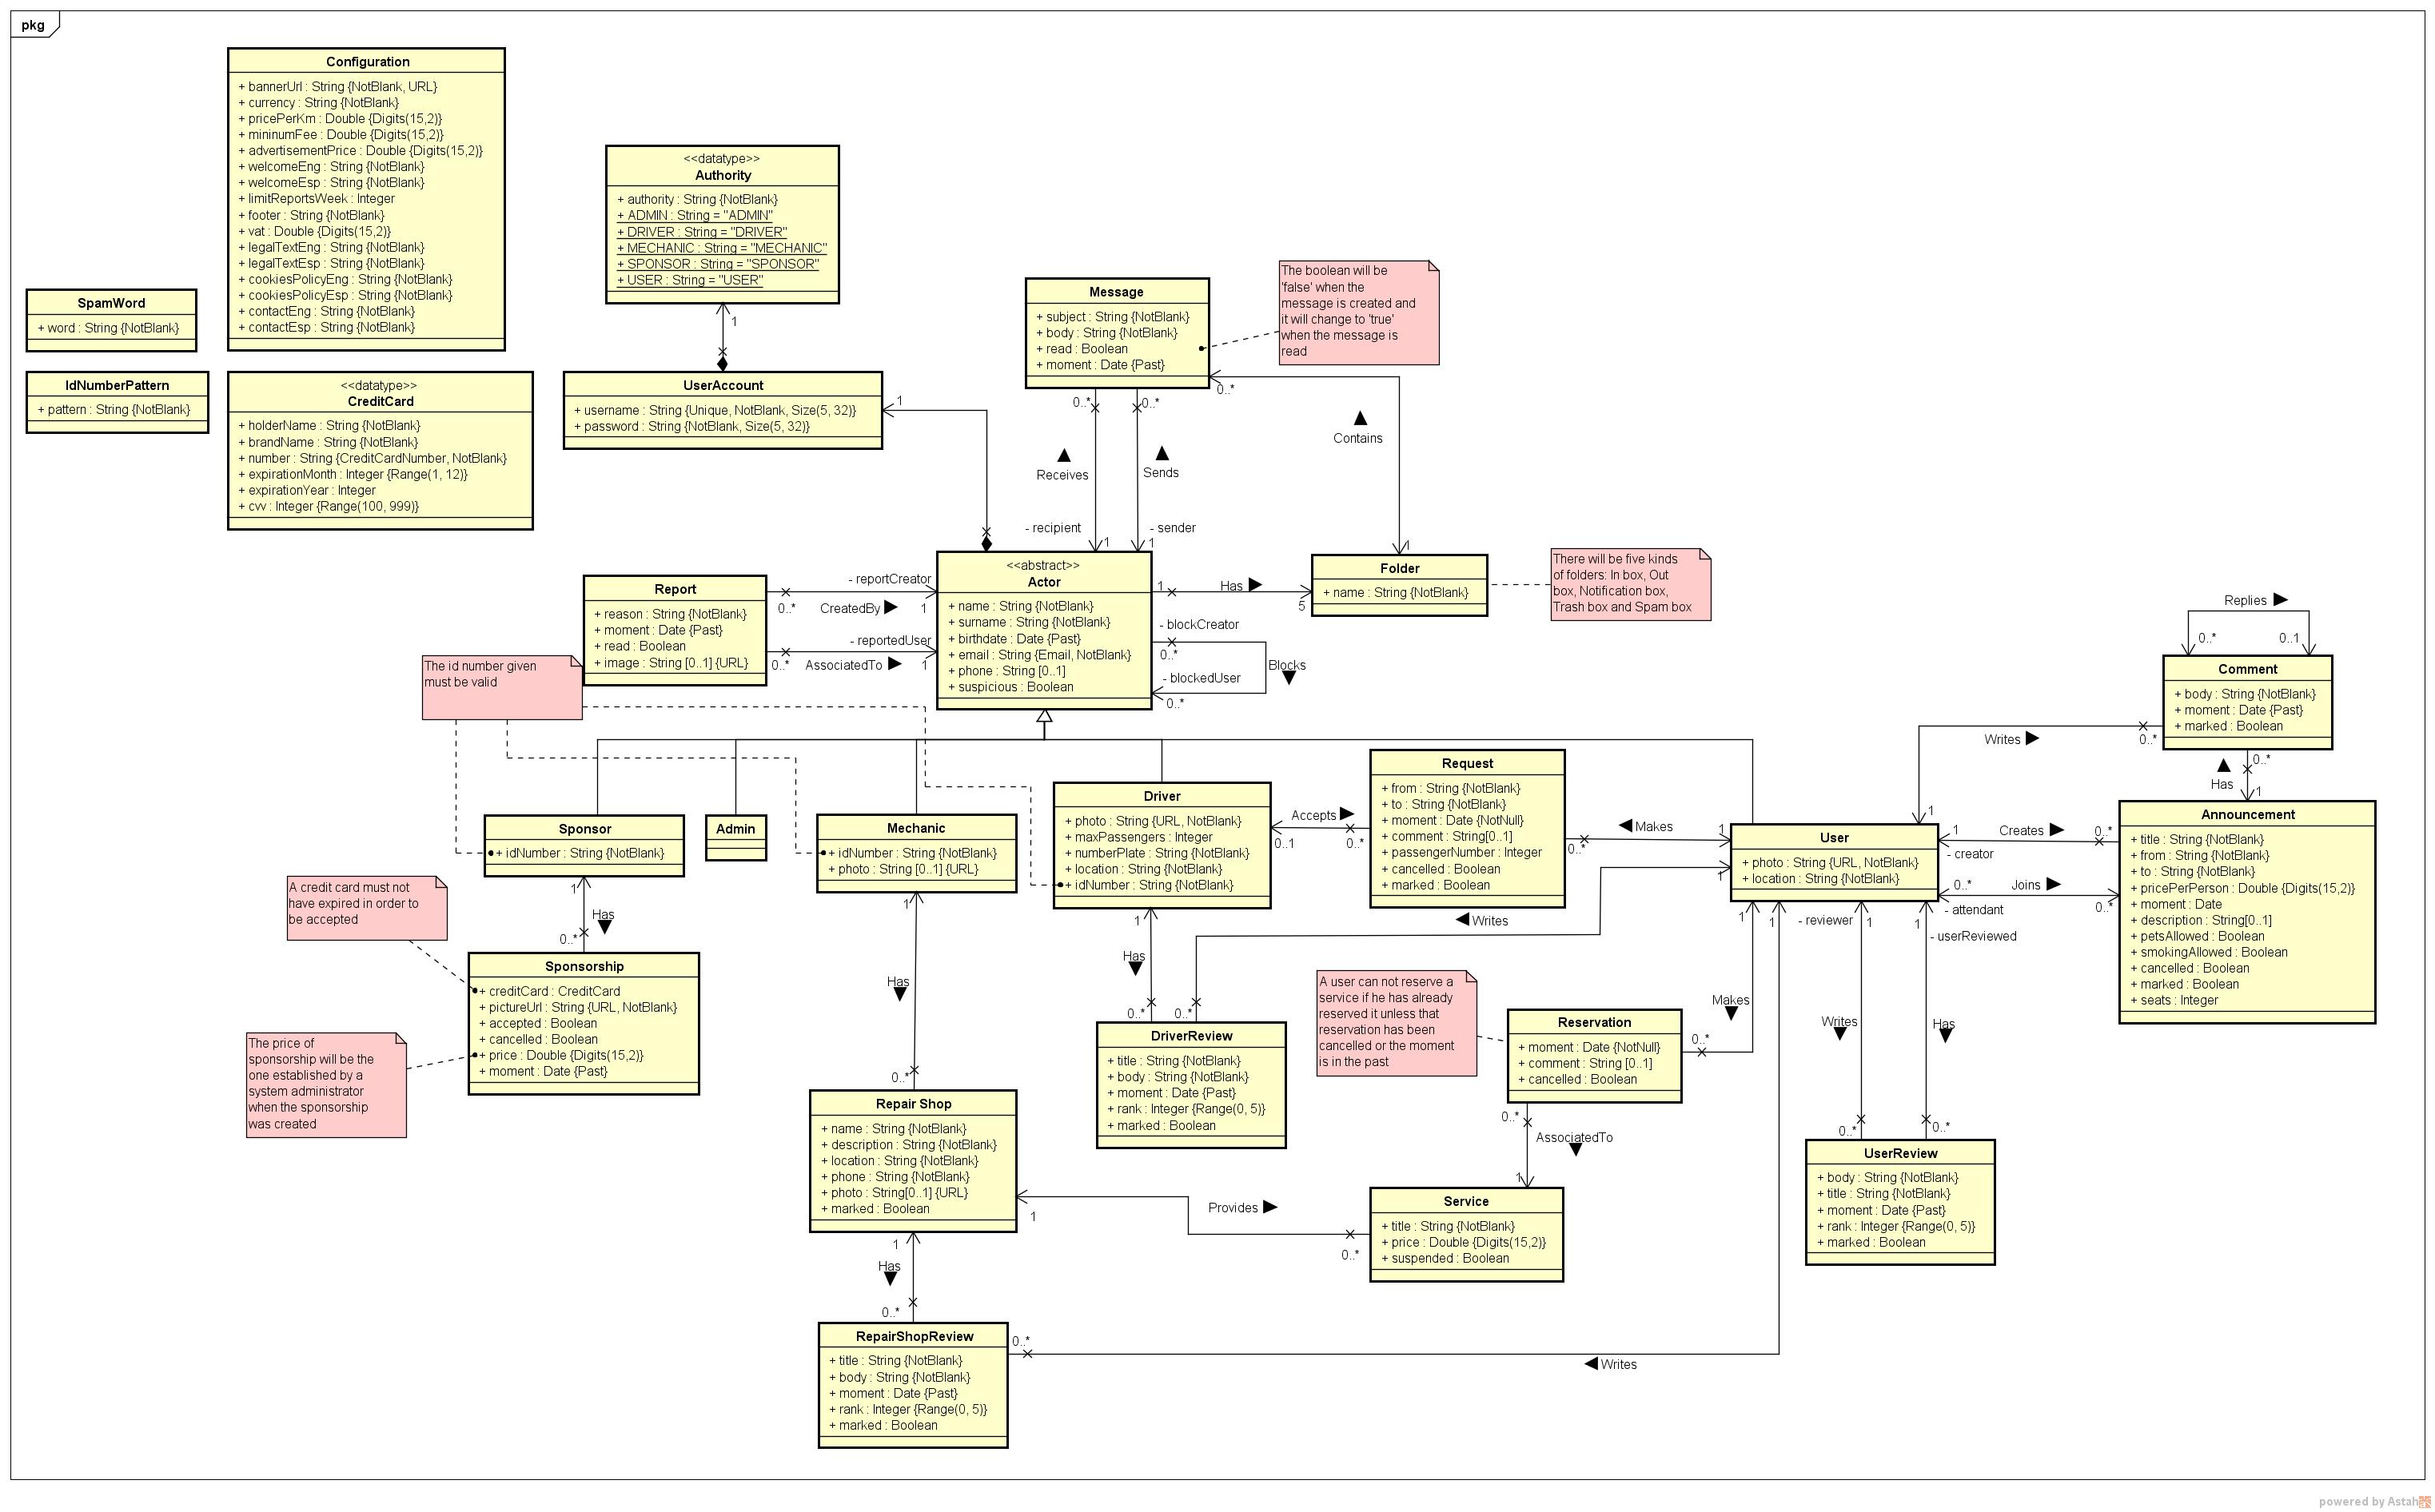 pkg
Configuration
+ bannerUrl : String {NotBlank, URL}
+ currency : String {NotBlank}
+ pricePerKm : Double {Digits(15,2)}
+ mininumFee : Double {Digits(15,2)}
+ advertisementPrice : Double {Digits(15,2)}
+ welcomeEng : String {NotBlank}
+ welcomeEsp : String {NotBlank}
+ limitReportsWeek : Integer
+ footer : String {NotBlank}
+ vat : Double {Digits(15,2)}
+ legalTextEng : String {NotBlank}
+ legalTextEsp : String {NotBlank}
+ cookiesPolicyEng : String {NotBlank}
+ cookiesPolicyEsp : String {NotBlank}
+ contactEng : String {NotBlank}
+ contactEsp : String {NotBlank}
SpamWord
+ word : String {NotBlank}
IdNumberPattern
+ pattern : String {NotBlank}
<<datatype>>
CreditCard
+ holderName : String {NotBlank}
+ brandName : String {NotBlank}
+ number : String {CreditCardNumber, NotBlank}
+ expirationMonth : Integer {Range(1, 12)}
+ expirationYear : Integer
+ cvv : Integer {Range(100, 999)}
<<datatype>>
Authority
+ authority : String {NotBlank}
+ ADMIN : String = "ADMIN"
+ DRIVER : String = "DRIVER"
+ MECHANIC : String = "MECHANIC"
+ SPONSOR : String = "SPONSOR"
+ USER : String = "USER"
1
UserAccount
+ username : String {Unique, NotBlank, Size(5, 32)}
+ password : String {NotBlank, Size(5, 32)}
1
Message
+ subject : String {NotBlank}
+ body : String {NotBlank}
+ read : Boolean
+ moment : Date {Past}
The boolean will be
'false' when the
message is created and
it will change to 'true'
when the message is
read
0..*
0..*
0..*
Contains
Receives
Sends
- recipient
- sender
1
1
1
<<abstract>>
Actor
+ name : String {NotBlank}
+ surname : String {NotBlank}
+ birthdate : Date {Past}
+ email : String {Email, NotBlank}
+ phone : String [0..1]
+ suspicious : Boolean
Report
+ reason : String {NotBlank}
+ moment : Date {Past}
+ read : Boolean
+ image : String [0..1] {URL}
- reportCreator
0..*
CreatedBy
1
- reportedUser
0..*
AssociatedTo
1
1
Has
5
Folder
+ name : String {NotBlank}
There will be five kinds
of folders: In box, Out
box, Notification box,
Trash box and Spam box
- blockCreator
0..*
Blocks
- blockedUser
0..*
The id number given
must be valid
Replies
0..*
0..1
Comment
+ body : String {NotBlank}
+ moment : Date {Past}
+ marked : Boolean
Writes
0..*
1
0..*
Has
1
Sponsor
+ idNumber : String {NotBlank}
Admin
Mechanic
+ idNumber : String {NotBlank}
+ photo : String [0..1] {URL}
Driver
+ photo : String {URL, NotBlank}
+ maxPassengers : Integer
+ numberPlate : String {NotBlank}
+ location : String {NotBlank}
+ idNumber : String {NotBlank}
Accepts
0..1
0..*
Request
+ from : String {NotBlank}
+ to : String {NotBlank}
+ moment : Date {NotNull}
+ comment : String[0..1]
+ passengerNumber : Integer
+ cancelled : Boolean
+ marked : Boolean
Makes
0..*
1
User
+ photo : String {URL, NotBlank}
+ location : String {NotBlank}
1
Creates
0..*
- creator
0..*
Joins
0..*
- attendant
Announcement
+ title : String {NotBlank}
+ from : String {NotBlank}
+ to : String {NotBlank}
+ pricePerPerson : Double {Digits(15,2)}
+ moment : Date
+ description : String[0..1]
+ petsAllowed : Boolean
+ smokingAllowed : Boolean
+ cancelled : Boolean
+ marked : Boolean
+ seats : Integer
A credit card must not
have expired in order to
be accepted
1
Has
0..*
Sponsorship
+ creditCard : CreditCard
+ pictureUrl : String {URL, NotBlank}
+ accepted : Boolean
+ cancelled : Boolean
+ price : Double {Digits(15,2)}
+ moment : Date {Past}
The price of
sponsorship will be the
one established by a
system administrator
when the sponsorship
was created
1
Has
0..*
1
Has
0..*
Writes
1
0..*
DriverReview
+ title : String {NotBlank}
+ body : String {NotBlank}
+ moment : Date {Past}
+ rank : Integer {Range(0, 5)}
+ marked : Boolean
A user can not reserve a
service if he has already
reserved it unless that
reservation has been
cancelled or the moment
is in the past
Reservation
+ moment : Date {NotNull}
+ comment : String [0..1]
+ cancelled : Boolean
Makes
0..*
1
1
- reviewer
1
1
- userReviewed
Writes
Has
0..*
0..*
UserReview
+ body : String {NotBlank}
+ title : String {NotBlank}
+ moment : Date {Past}
+ rank : Integer {Range(0, 5)}
+ marked : Boolean
0..*
AssociatedTo
1
Repair Shop
+ name : String {NotBlank}
+ description : String {NotBlank}
+ location : String {NotBlank}
+ phone : String {NotBlank}
+ photo : String[0..1] {URL}
+ marked : Boolean
1
Provides
0..*
Service
+ title : String {NotBlank}
+ price : Double {Digits(15,2)}
+ suspended : Boolean
1
Has
0..*
RepairShopReview
+ title : String {NotBlank}
+ body : String {NotBlank}
+ moment : Date {Past}
+ rank : Integer {Range(0, 5)}
+ marked : Boolean
0..*
Writes
powered by Astah